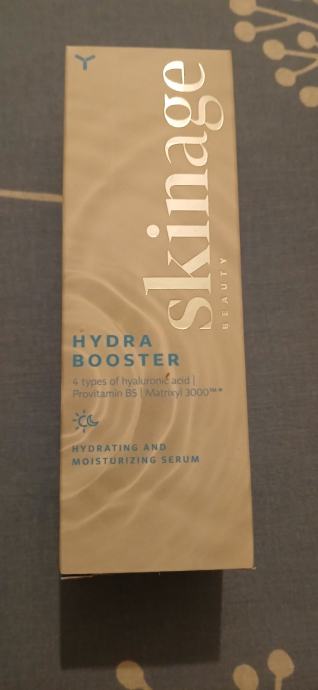 skinage
BEAUTY
HYDRA
BOOSTER
4 types of hyaluronic acid |
Provitamin B5 | Matrixyl 3000™*
HYDRATING AND
MOISTURIZING SERUM